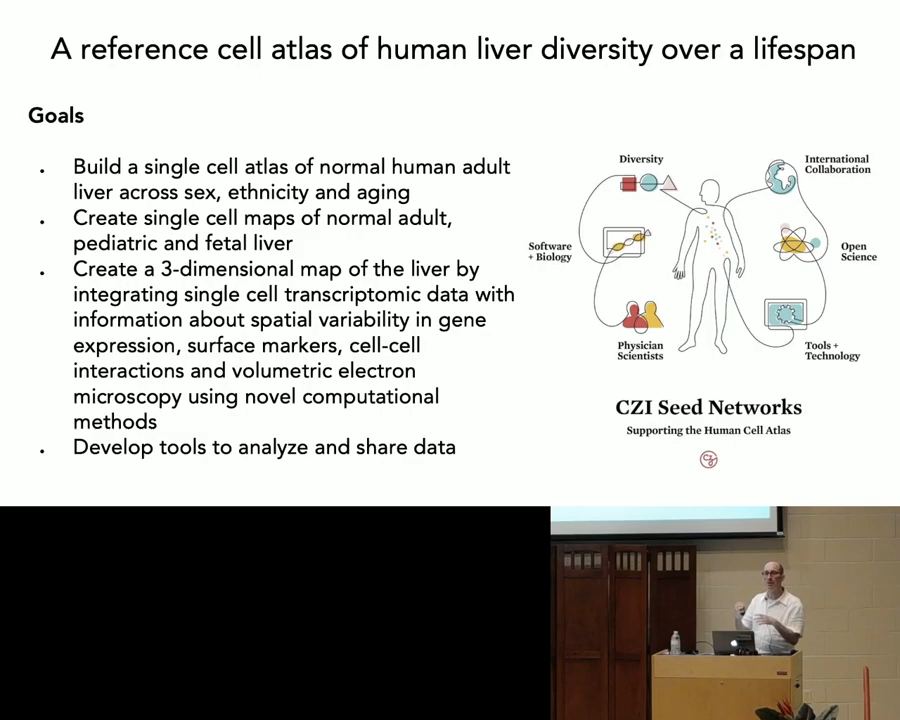 A reference cell atlas of human liver diversity over a lifespan
Goals
• Build a single cell atlas of normal human adult
liver across sex, ethnicity and aging
• Create single cell maps of normal adult,
pediatric and fetal liver
• Create a 3-dimensional map of the liver by
integrating single cell transcriptomic data with
information about spatial variability in gene
expression, surface markers, cell-cell
interactions and volumetric electron
microscopy using novel computational
methods
• Develop tools to analyze and share data
Diversity
International
Collaboration
Software
+ Biology
Open
Science
Physician
Scientists
Tools +
Technology
CZI Seed Networks
Supporting the Human Cell Atlas